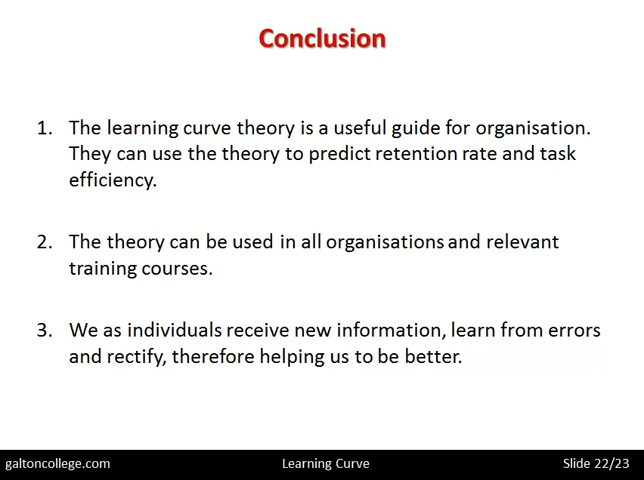 Conclusion
1. The learning curve theory is a useful guide for organisation.
They can use the theory to predict retention rate and task
efficiency.
2. The theory can be used in all organisations and relevant
training courses.
3. We as individuals receive new information, learn from errors
and rectify, therefore helping us to be better.
galtoncollege.com Learning Curve Slide 22/23